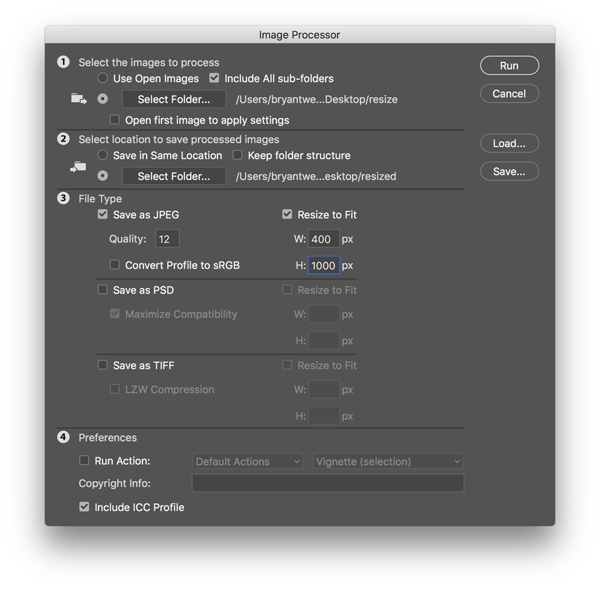 Image Processor
1 Select the images to process
Use Open Images Include All sub-folders
Select Folder... /Users/bryantwe...Desktop/resize
Open first image to apply settings
2 Select location to save processed images
Save in Same Location Keep folder structure
Select Folder... /Users/bryantwe...esktop/resized
3 File Type
Save as JPEG Resize to Fit
Quality: 12 W: 400 px
Convert Profile to sRGB H: 1000 px
Save as PSD Resize to Fit
Maximize Compatibility W: px
H: px
Save as TIFF Resize to Fit
LZW Compression W: px
H: px
4 Preferences
Run Action: Default Actions Vignette (selection)
Copyright Info:
Include ICC Profile
Run
Cancel
Load...
Save...